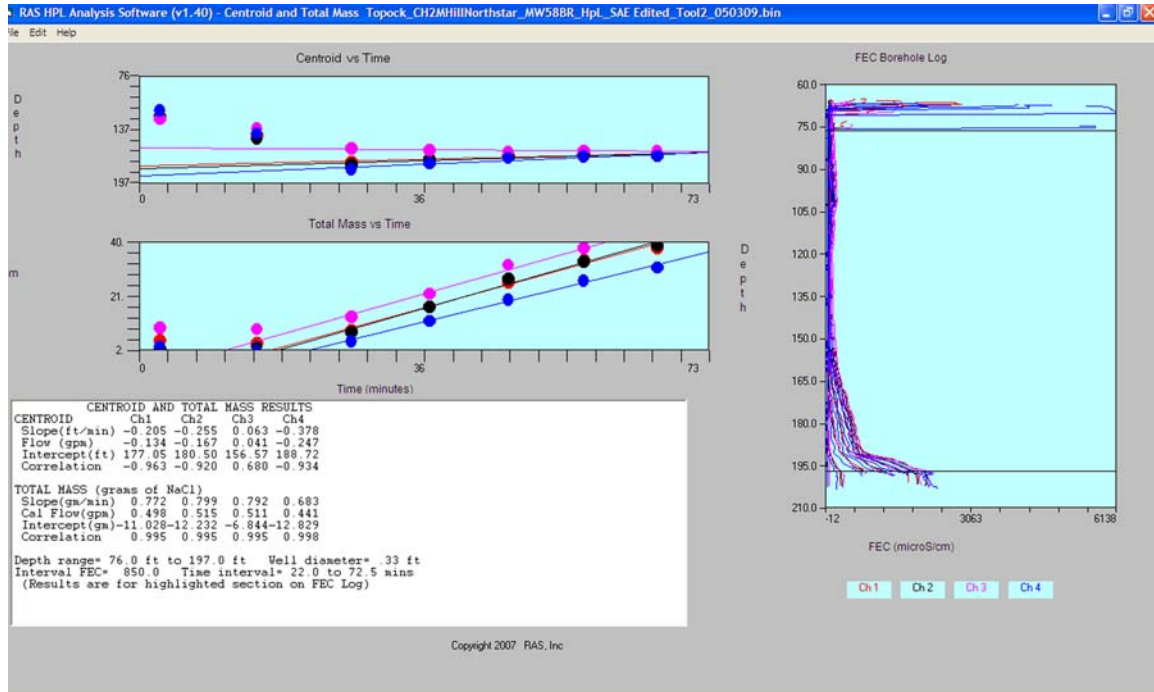 RAS HPL Analysis Software (v1.40) - Centroid and Total Mass Topock_CH2MHillNorthstar_MW58BR_HpL_SAE Edited_Tool2_050309.bin
File Edit Help
Centroid vs Time
Depth
76
137
197
0 36 73
Total Mass vs Time
m
40.
21.
2.
0 36 73
Time (minutes)
CENTROID AND TOTAL MASS RESULTS
CENTROID Ch1 Ch2 Ch3 Ch4
Slope(ft/min) -0.205 -0.255 0.063 -0.378
Flow (gpm) -0.134 -0.167 0.041 -0.247
Intercept(ft) 177.05 180.50 156.57 188.72
Correlation -0.963 -0.920 0.680 -0.934
TOTAL MASS (grams of NaCl)
Slope(gm/min) 0.772 0.799 0.792 0.683
Cal Flow(gpm) 0.498 0.515 0.511 0.441
Intercept(gm)-11.028-12.232 -6.844-12.829
Correlation 0.995 0.995 0.995 0.998
Depth range= 76.0 ft to 197.0 ft Well diameter= .33 ft
Interval FEC= 850.0 Time interval= 22.0 to 72.5 mins
(Results are for highlighted section on FEC Log)
FEC Borehole Log
Depth
60.0
75.0
90.0
105.0
120.0
135.0
150.0
165.0
180.0
195.0
210.0
-12 3063 6138
FEC (microS/cm)
Ch 1 Ch 2 Ch 3 Ch 4
Copyright 2007 RAS, Inc